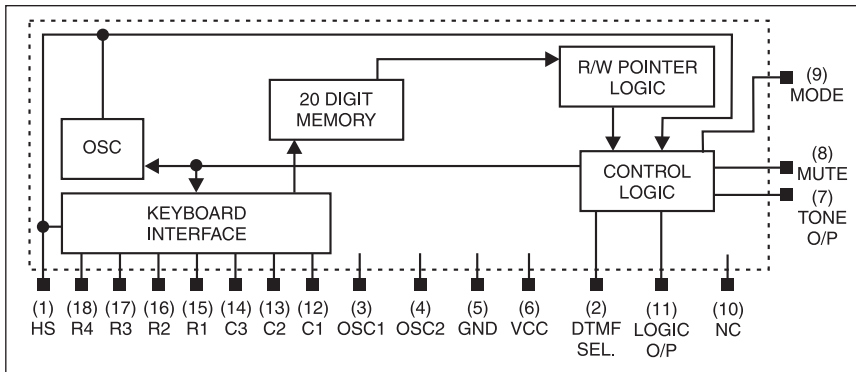 R/W POINTER
LOGIC
(9)
MODE
20 DIGIT
MEMORY
OSC
CONTROL
LOGIC
(8)
MUTE
(7)
TONE
O/P
KEYBOARD
INTERFACE
(1)
HS
(18)
R4
(17)
R3
(16)
R2
(15)
R1
(14)
C3
(13)
C2
(12)
C1
(3)
OSC1
(4)
OSC2
(5)
GND
(6)
VCC
(2)
DTMF
SEL.
(11)
LOGIC
O/P
(10)
NC